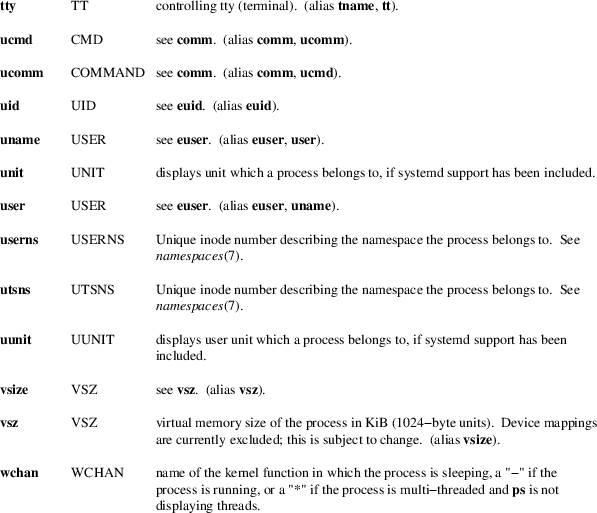 tty TT controlling tty (terminal). (alias tname, tt).
ucmd CMD see comm. (alias comm, ucomm).
ucomm COMMAND see comm. (alias comm, ucmd).
uid UID see euid. (alias euid).
uname USER see euser. (alias euser, user).
unit UNIT displays unit which a process belongs to, if systemd support has been included.
user USER see euser. (alias euser, uname).
userns USERNS Unique inode number describing the namespace the process belongs to. See
namespaces(7).
utsns UTSNS Unique inode number describing the namespace the process belongs to. See
namespaces(7).
uunit UUNIT displays user unit which a process belongs to, if systemd support has been
included.
vsize VSZ see vsz. (alias vsz).
vsz VSZ virtual memory size of the process in KiB (1024−byte units). Device mappings
are currently excluded; this is subject to change. (alias vsize).
wchan WCHAN name of the kernel function in which the process is sleeping, a "−" if the
process is running, or a "*" if the process is multi−threaded and ps is not
displaying threads.